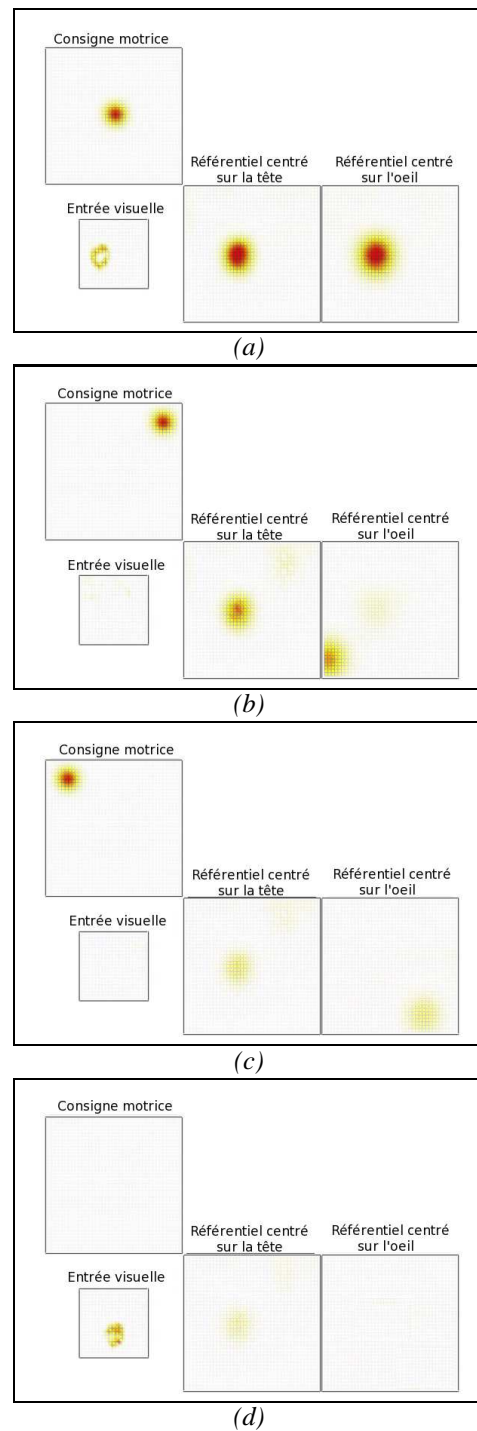 Consigne motrice
Référentiel centré
sur la tête
Référentiel centré
sur l'oeil
Entrée visuelle
(a)
Consigne motrice
Référentiel centré
sur la tête
Référentiel centré
sur l'oeil
Entrée visuelle
(b)
Consigne motrice
Référentiel centré
sur la tête
Référentiel centré
sur l'oeil
Entrée visuelle
(c)
Consigne motrice
Référentiel centré
sur la tête
Référentiel centré
sur l'oeil
Entrée visuelle
(d)